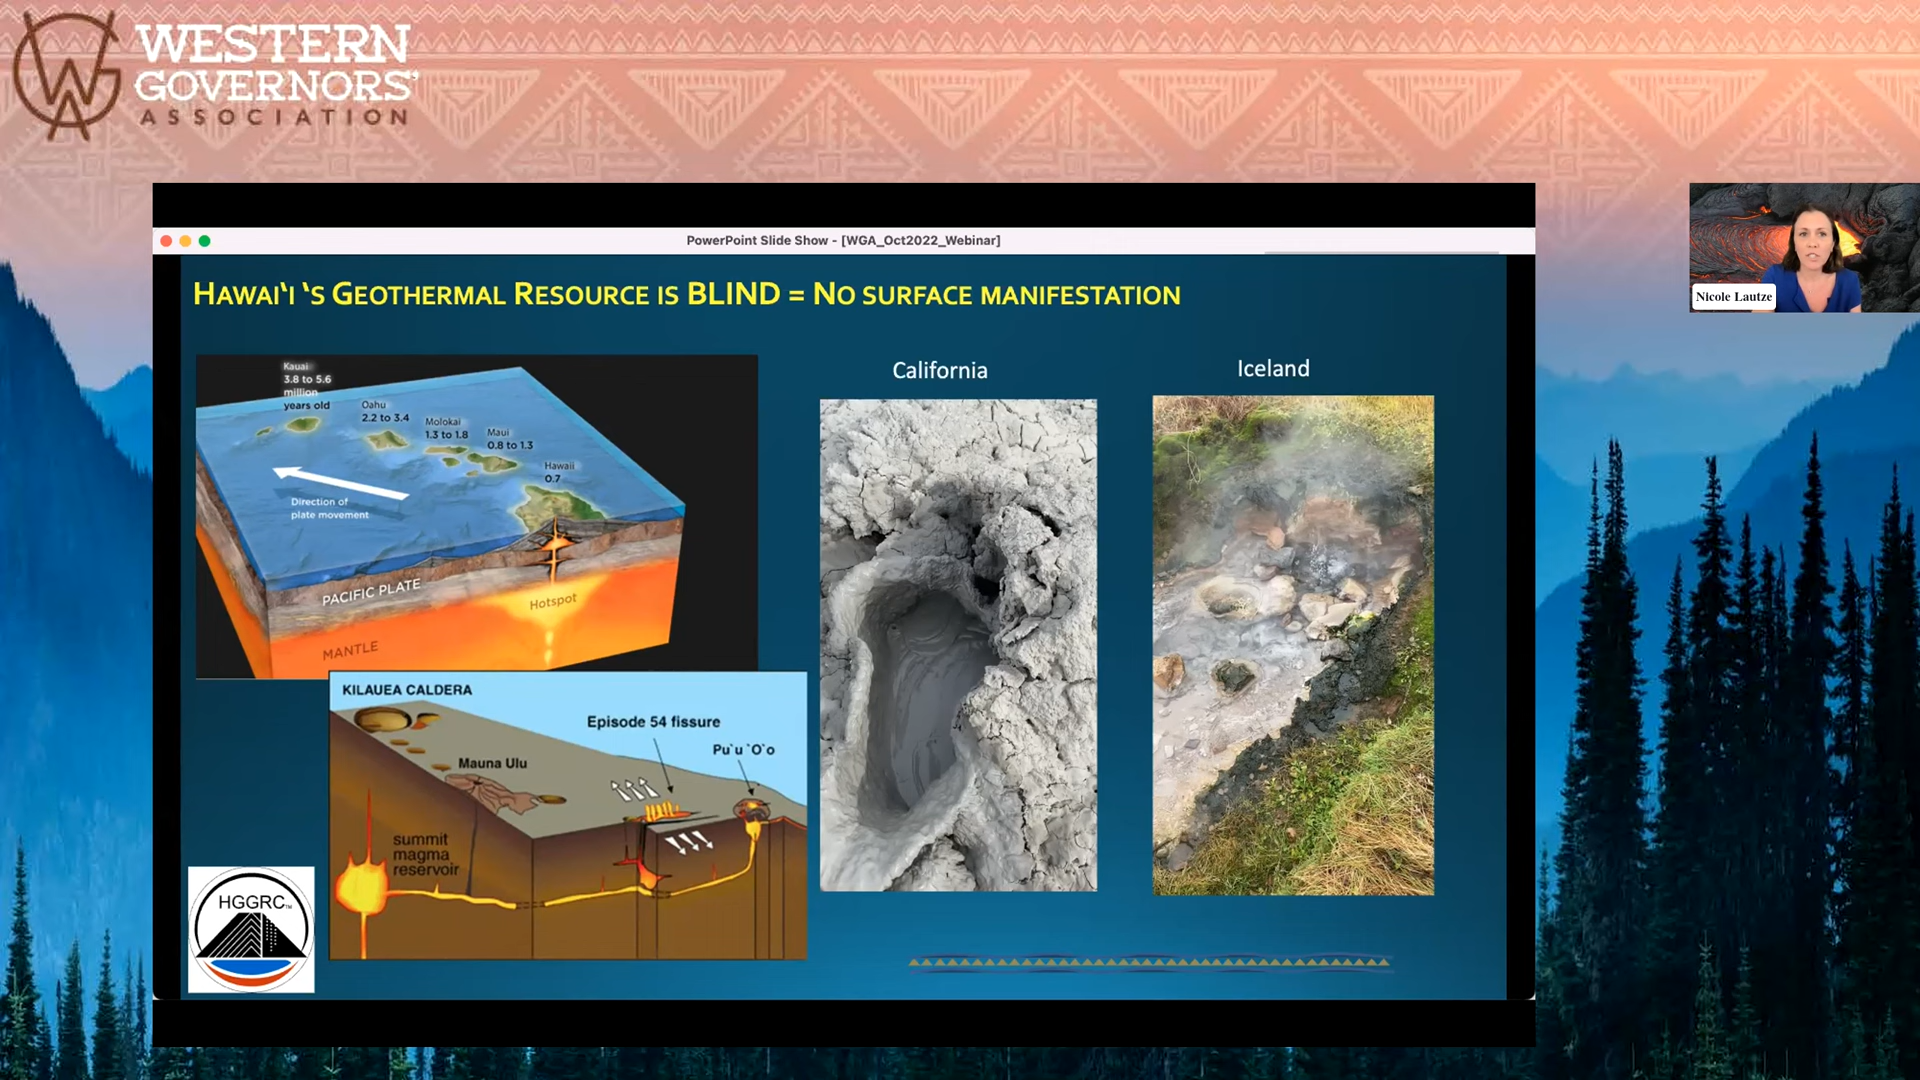 WESTERN
GOVERNORS'
ASSOCIATION
PowerPoint Slide Show - [WGA_Oct2022_Webinar]
HAWAI‘I ‘S GEOTHERMAL RESOURCE IS BLIND = NO SURFACE MANIFESTATION
Kauai
3.8 to 5.6
million
years old
Oahu
2.2 to 3.4
Molokai
1.3 to 1.8
Maui
0.8 to 1.3
Hawaii
0.7
Direction of
plate movement
PACIFIC PLATE
Hotspot
MANTLE
KILAUEA CALDERA
Episode 54 fissure
Pu`u `O`o
Mauna Ulu
summit
magma
reservoir
HGGRC
TM
California
Iceland
Nicole Lautze